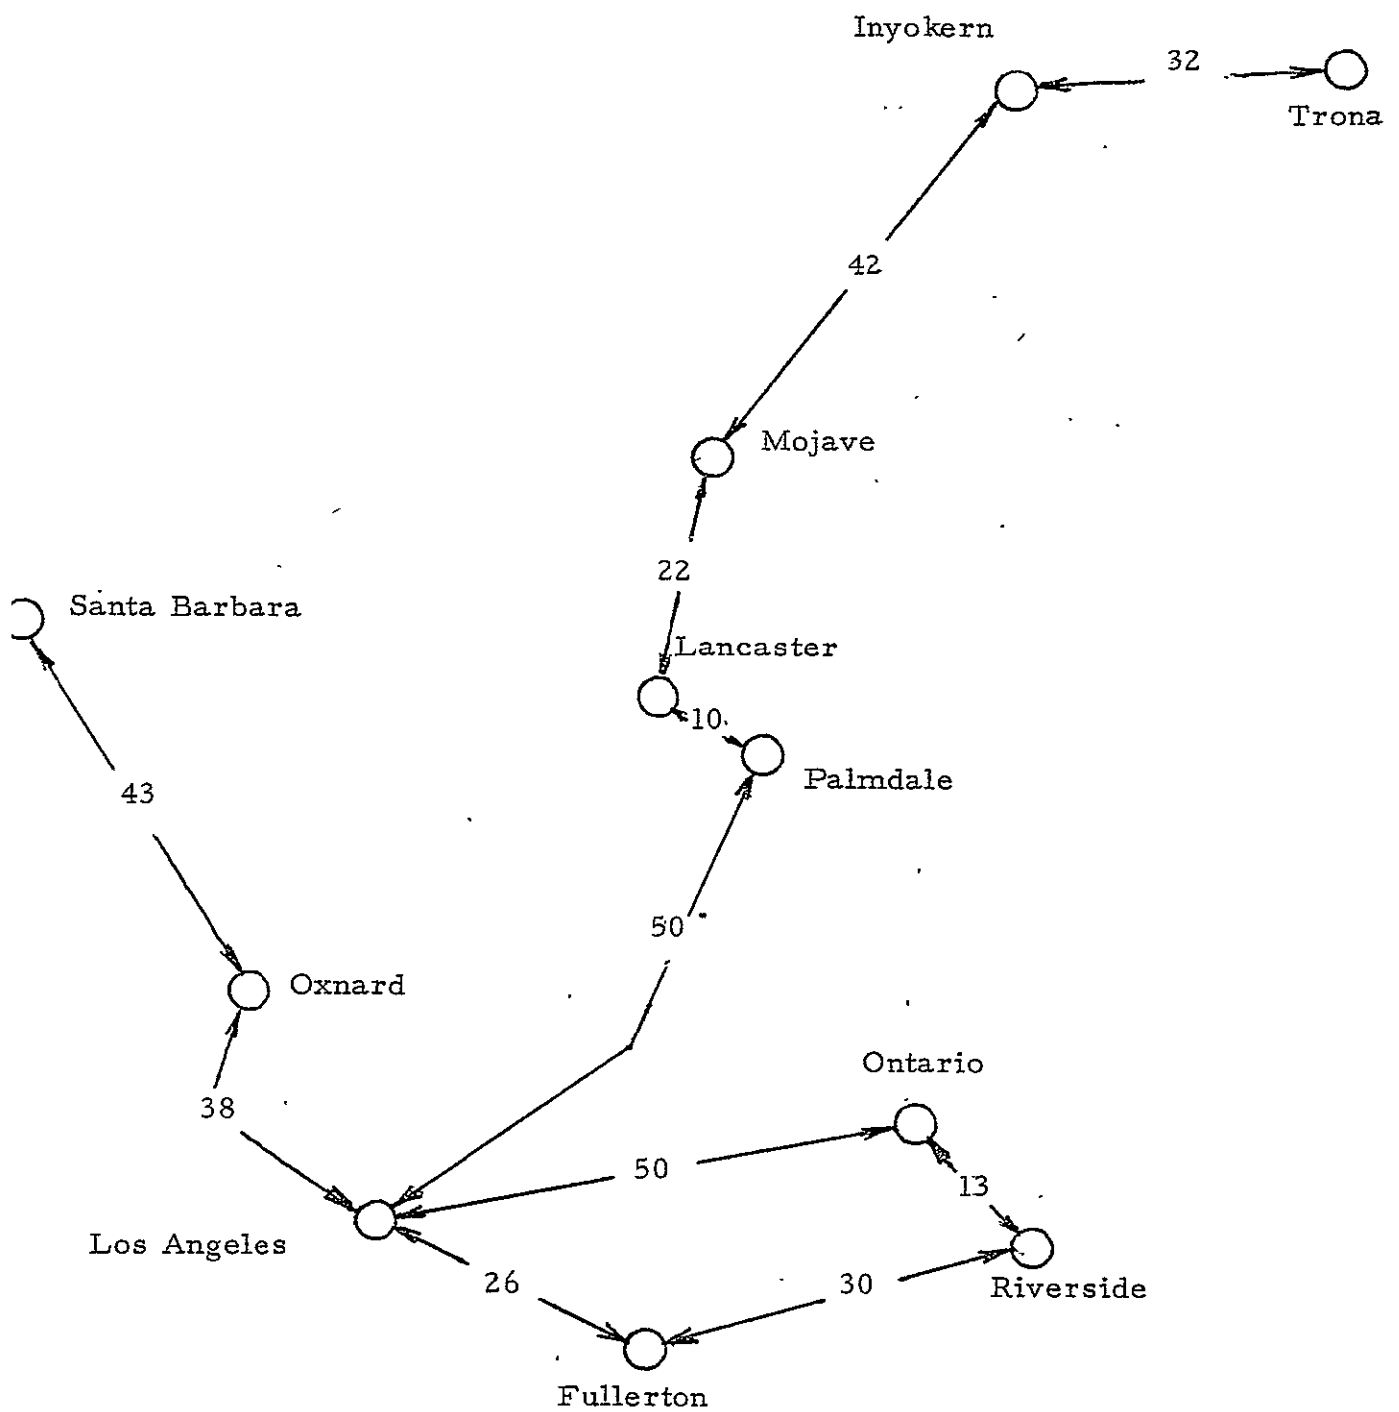 Inyokern
32
Trona
42
Mojave
22
Santa Barbara
Lancaster
10
Palmdale
43
50
Oxnard
Ontario
38
50
13
Los Angeles
26
30
Riverside
Fullerton